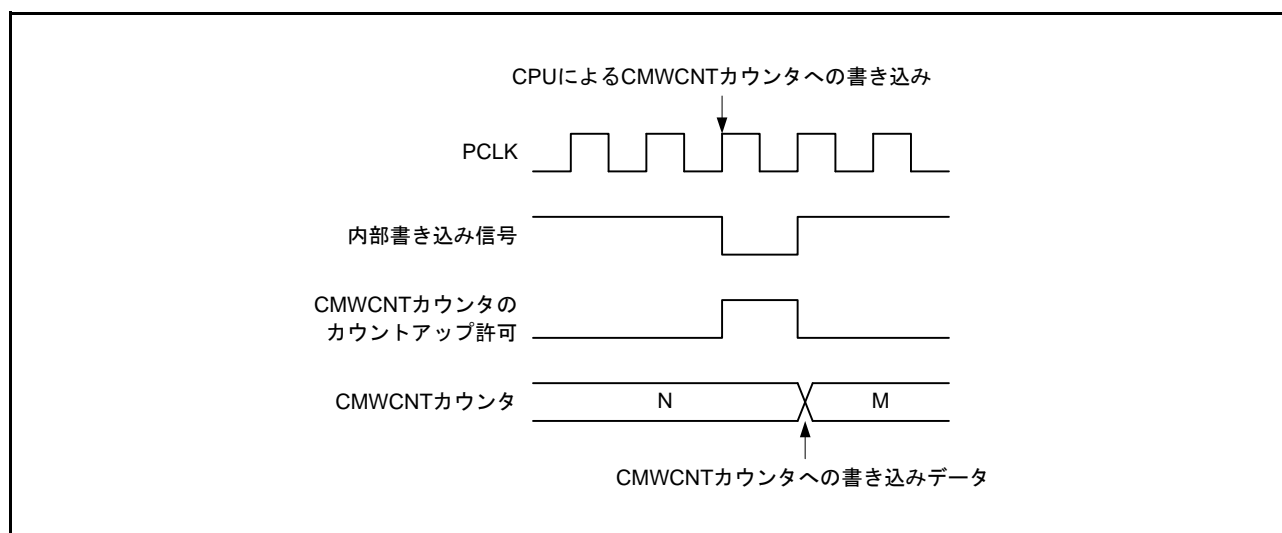 CPUによるCMWCNTカウンタへの書き込み
PCLK
内部書き込み信号
CMWCNTカウンタの
カウントアップ許可
CMWCNTカウンタ
N
M
CMWCNTカウンタへの書き込みデータ